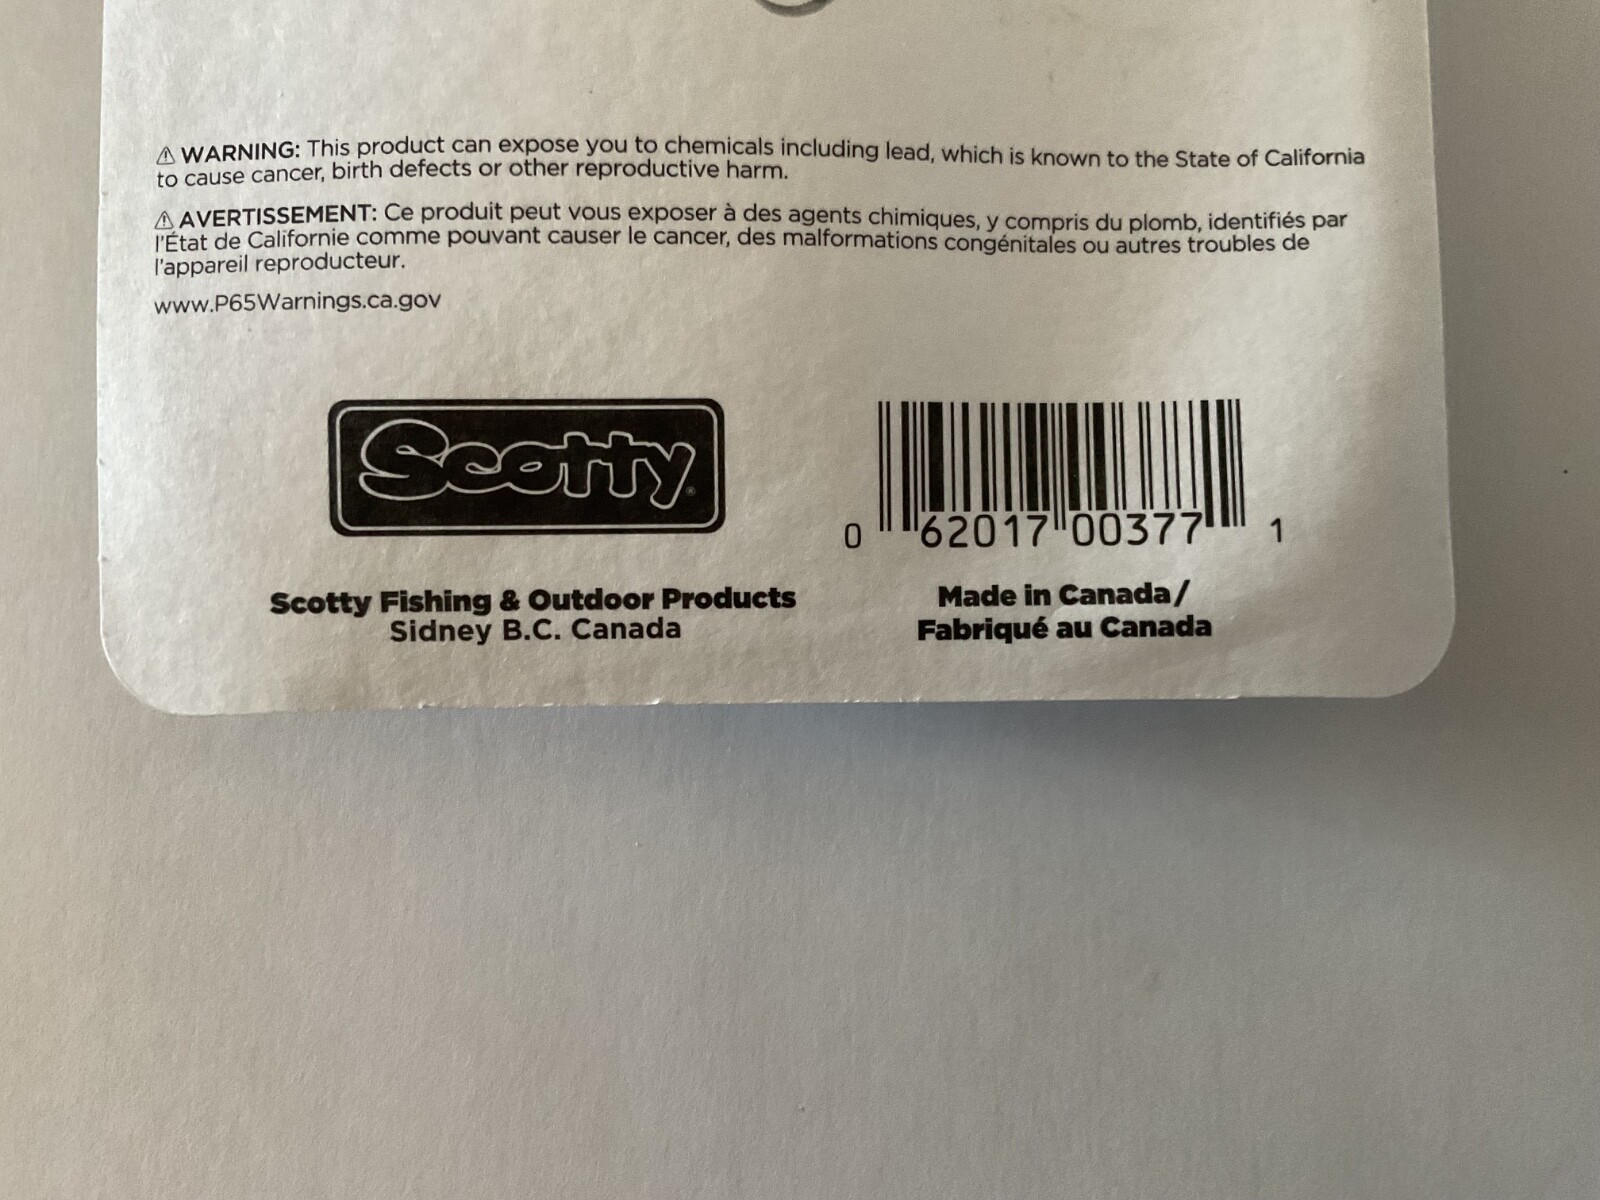 ⚠ WARNING: This product can expose you to chemicals including lead, which is known to the State of California
to cause cancer, birth defects or other reproductive harm.
⚠ AVERTISSEMENT: Ce produit peut vous exposer à des agents chimiques, y compris du plomb, identifiés par
l'État de Californie comme pouvant causer le cancer, des malformations congénitales ou autres troubles de
l'appareil reproducteur.
www.P65Warnings.ca.gov
Scotty®
0 62017 00377 1
Scotty Fishing & Outdoor Products
Sidney B.C. Canada
Made in Canada/
Fabriqué au Canada